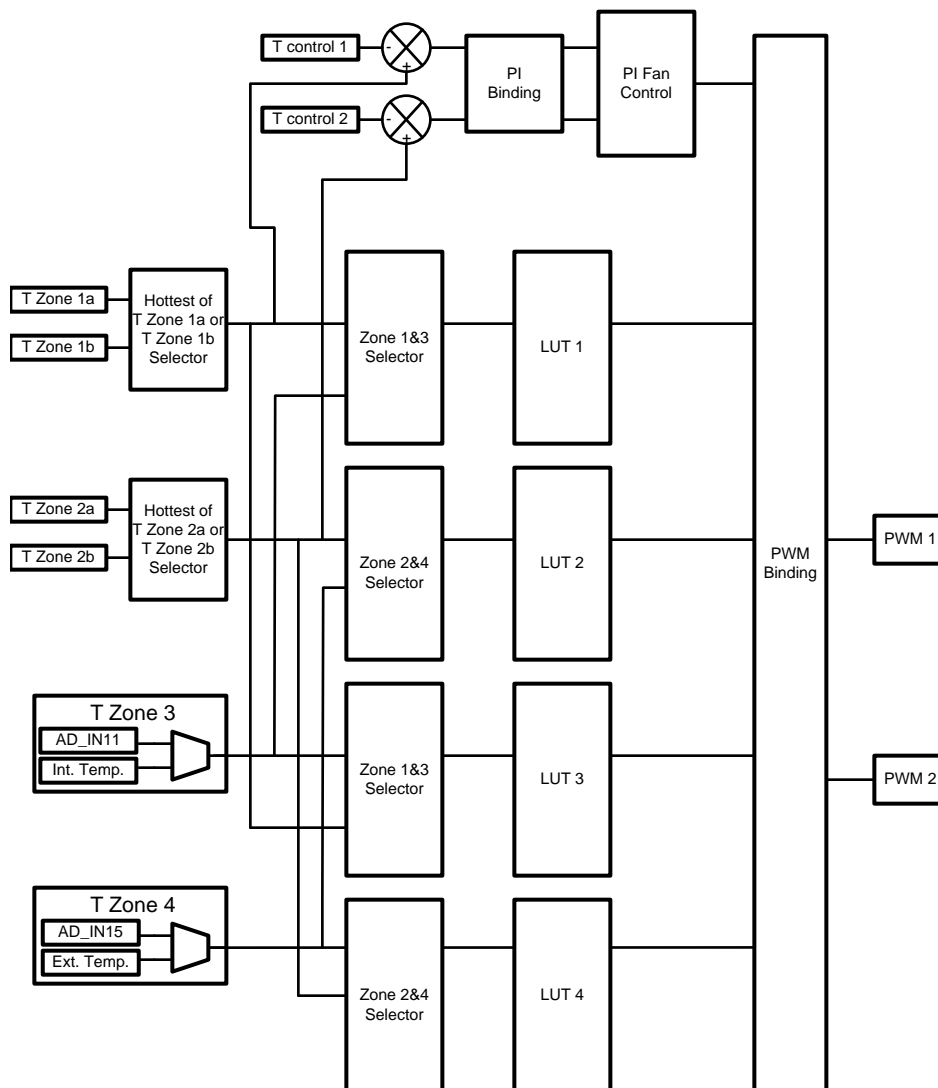 T control 1
-
+
PI
Binding
PI Fan
Control
T control 2
-
+
T Zone 1a
T Zone 1b
Hottest of
T Zone 1a or
T Zone 1b
Selector
Zone 1&3
Selector
LUT 1
T Zone 2a
T Zone 2b
Hottest of
T Zone 2a or
T Zone 2b
Selector
Zone 2&4
Selector
LUT 2
PWM
Binding
PWM 1
T Zone 3
AD_IN11
Int. Temp.
Zone 1&3
Selector
LUT 3
PWM 2
T Zone 4
AD_IN15
Ext. Temp.
Zone 2&4
Selector
LUT 4